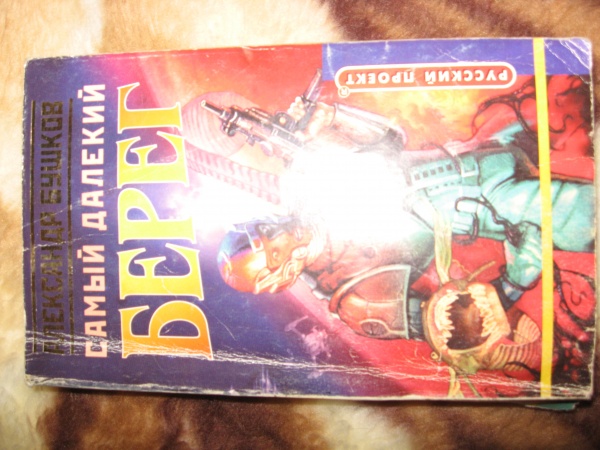 АЛЕКСАНДР БУШКОВ
САМЫЙ ДАЛЕКИЙ
БЕРЕГ
РУССКИЙ ПРОЕКТ
®